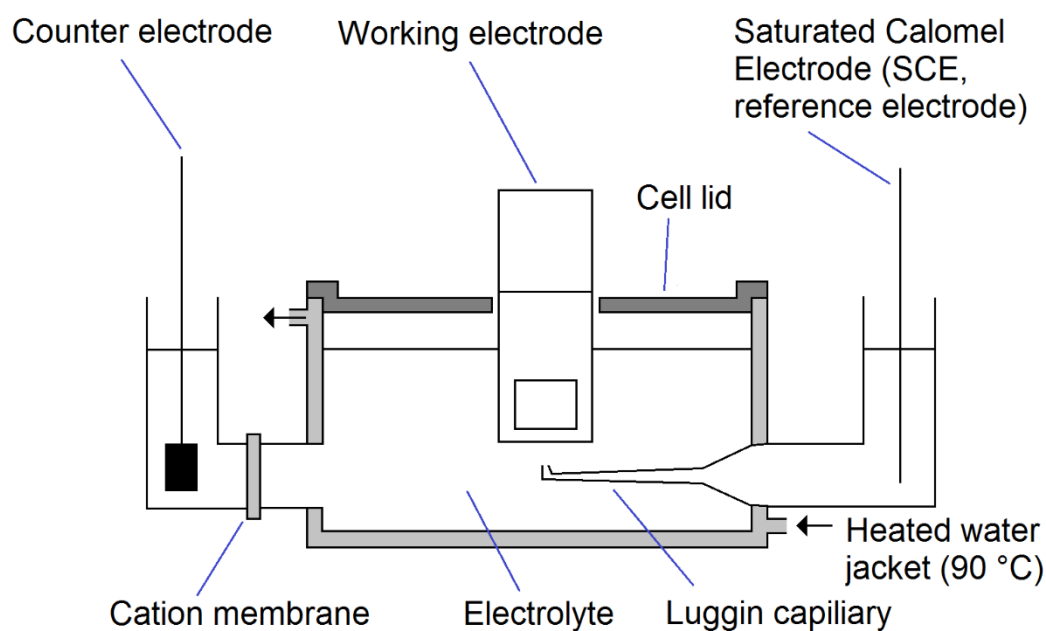 Counter electrode
Working electrode
Saturated Calomel
Electrode (SCE,
reference electrode)
Cell lid
Heated water
jacket (90 °C)
Cation membrane
Electrolyte
Luggin capiliary